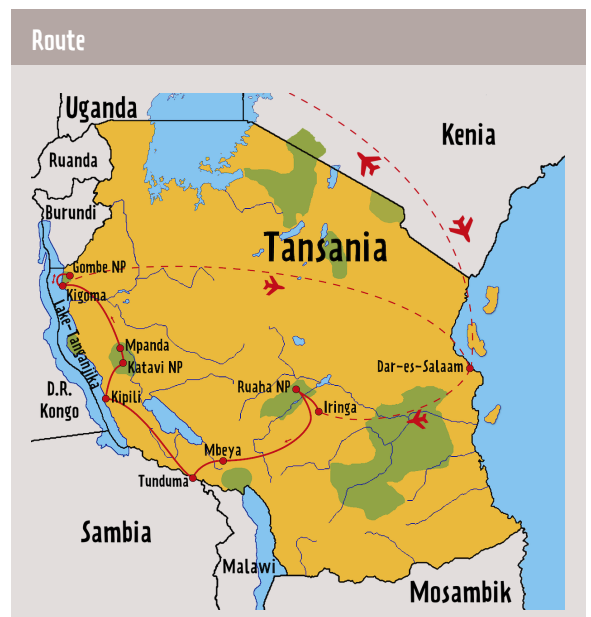 Route
Uganda
Kenia
Ruanda
Burundi
Tansania
Gombe NP
Kigoma
Lake-Tanganjika
Mpanda
Katavi NP
Dar-es-Salaam
Ruaha NP
D.R.
Kongo
Kipili
Iringa
Mbeya
Tunduma
Sambia
Malawi
Mosambik